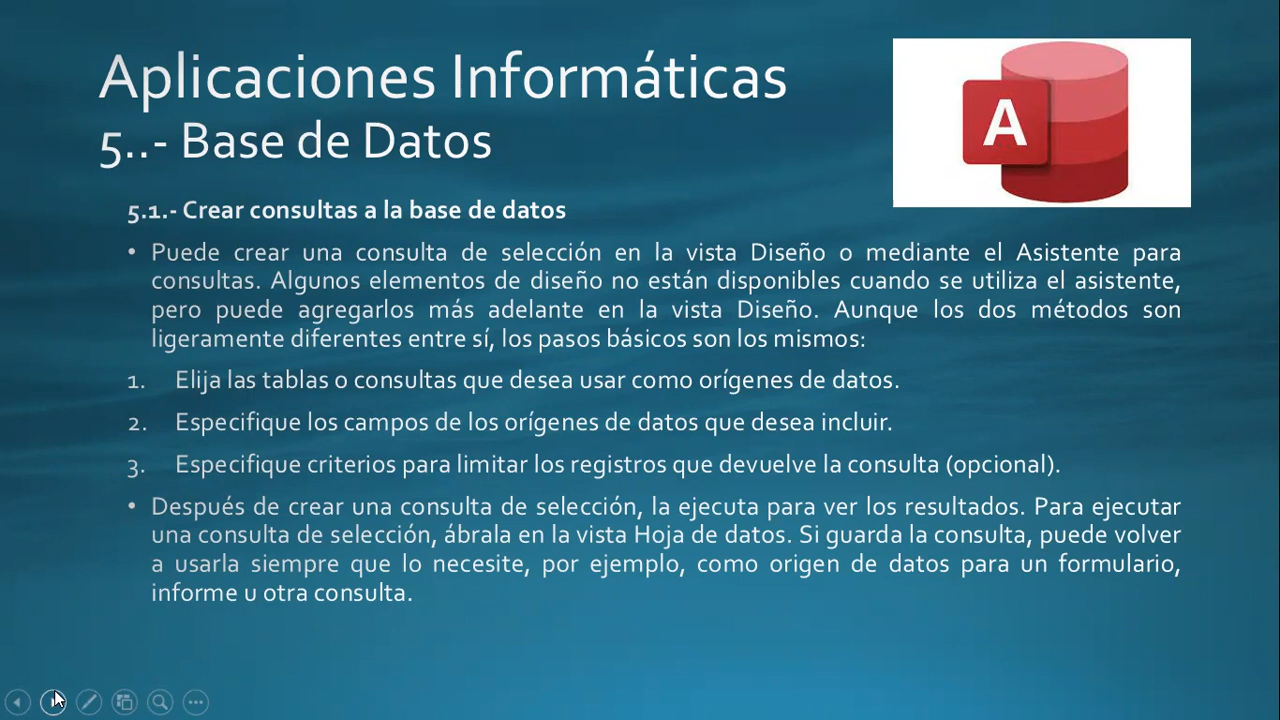 Aplicaciones Informáticas
5..- Base de Datos
A
5.1.- Crear consultas a la base de datos
• Puede crear una consulta de selección en la vista Diseño o mediante el Asistente para
consultas. Algunos elementos de diseño no están disponibles cuando se utiliza el asistente,
pero puede agregarlos más adelante en la vista Diseño. Aunque los dos métodos son
ligeramente diferentes entre sí, los pasos básicos son los mismos:
1. Elija las tablas o consultas que desea usar como orígenes de datos.
2. Especifique los campos de los orígenes de datos que desea incluir.
3. Especifique criterios para limitar los registros que devuelve la consulta (opcional).
• Después de crear una consulta de selección, la ejecuta para ver los resultados. Para ejecutar
una consulta de selección, ábrala en la vista Hoja de datos. Si guarda la consulta, puede volver
a usarla siempre que lo necesite, por ejemplo, como origen de datos para un formulario,
informe u otra consulta.